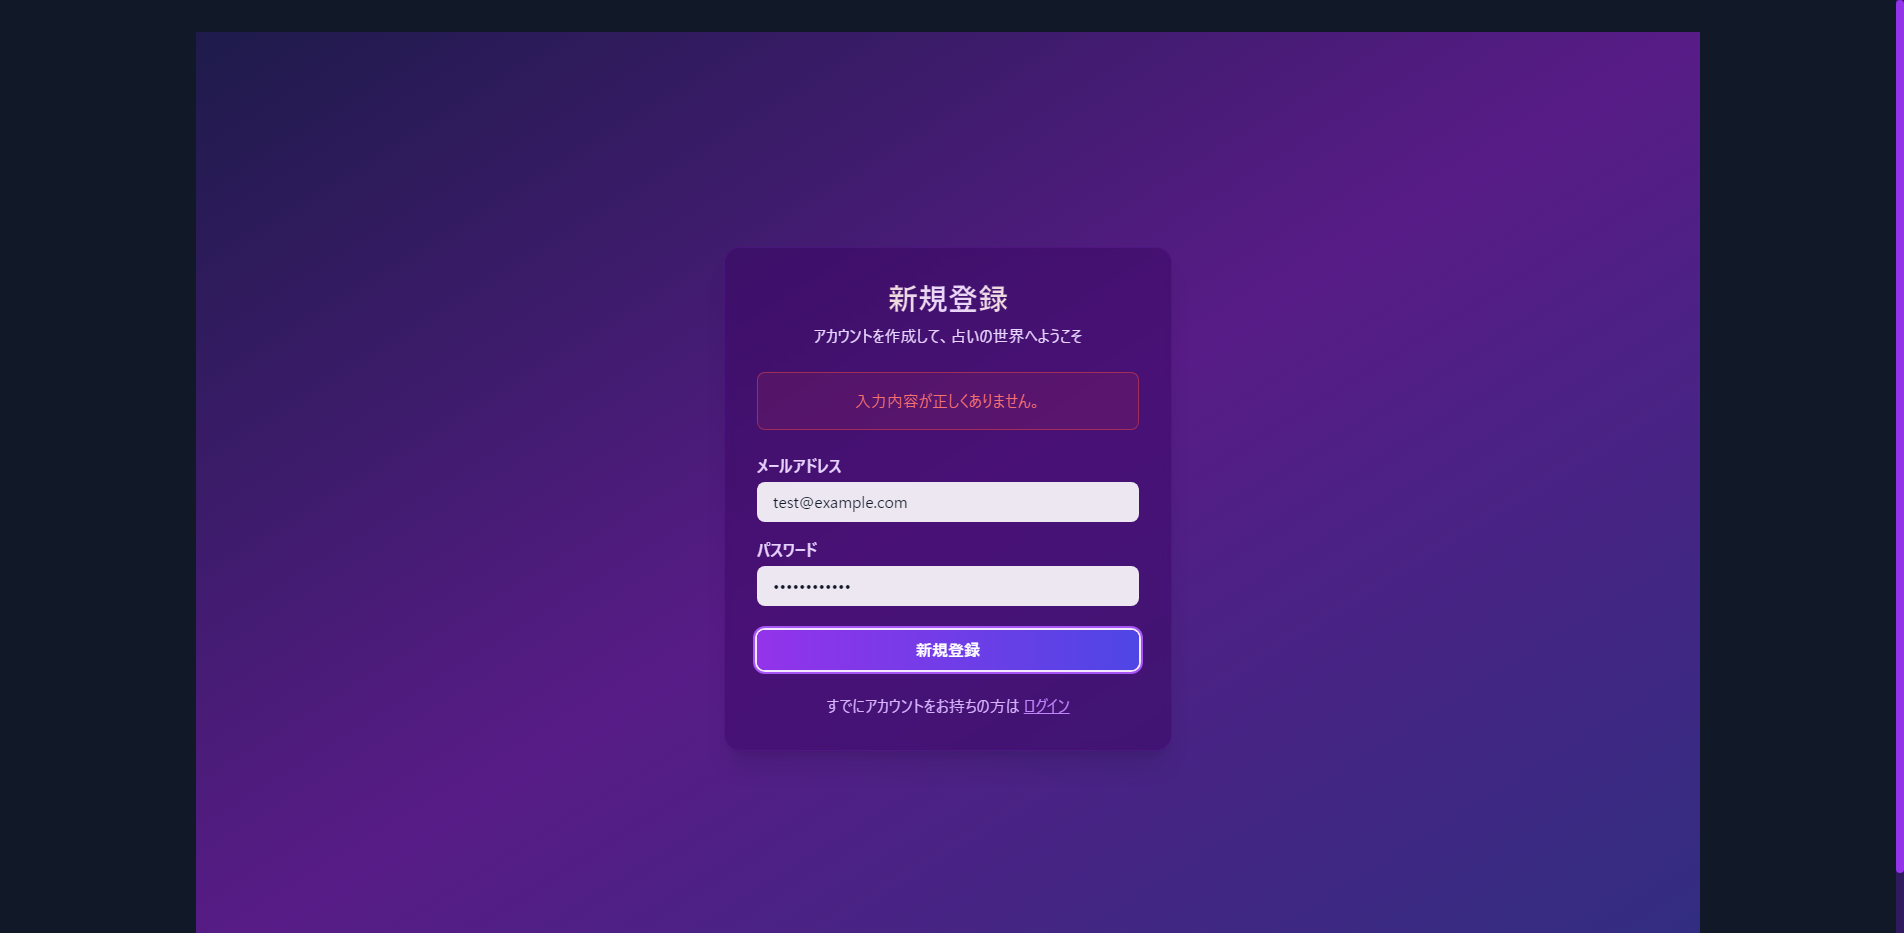 新規登録
アカウントを作成して、占いの世界へようこそ
入力内容が正しくありません。
メールアドレス
test@example.com
パスワード
••••••••••••
新規登録
すでにアカウントをお持ちの方は ログイン